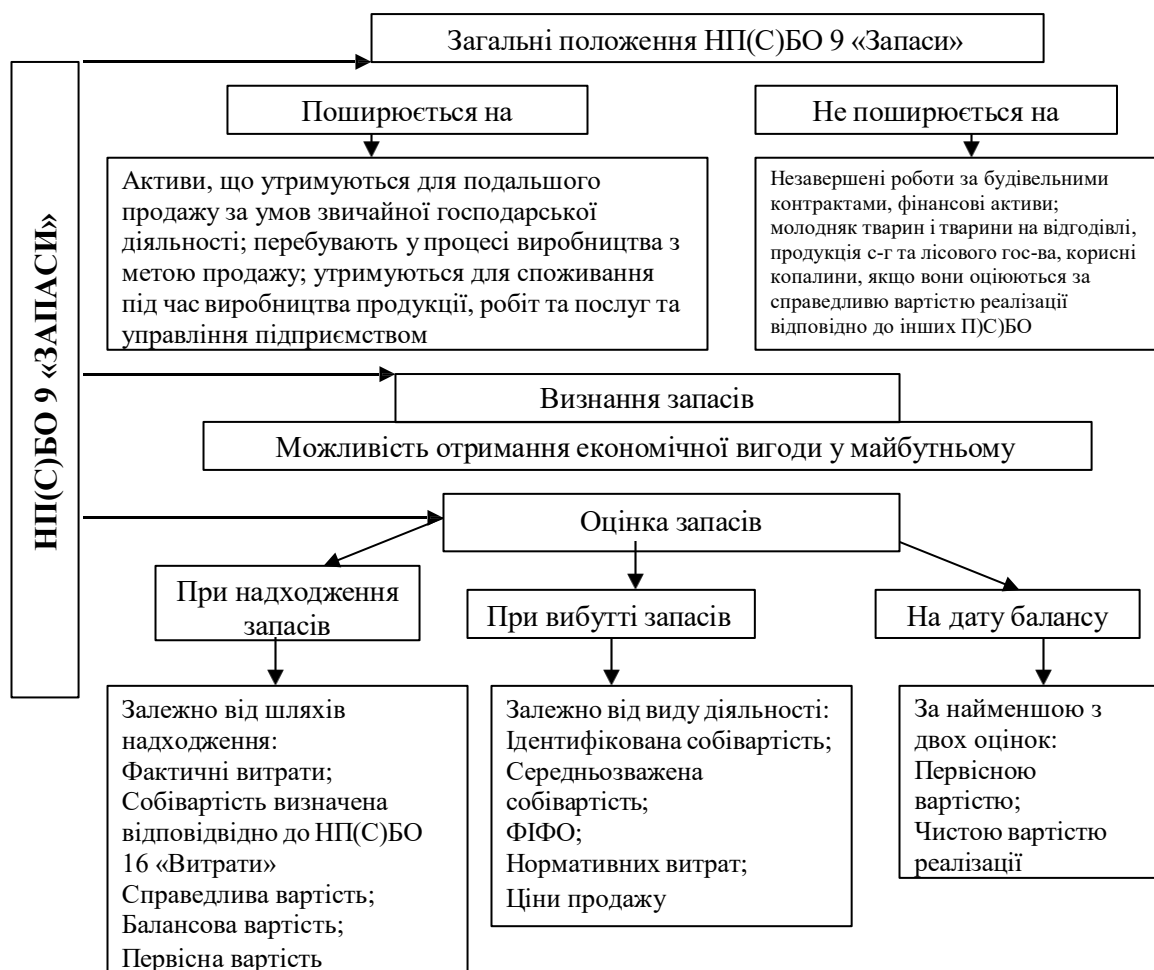 Загальні положення НП(С)БО 9 «Запаси»
НП(С)БО 9 «ЗАПАСИ»
Поширюється на
Не поширюється на
Активи, що утримуються для подальшого
продажу за умов звичайної господарської
діяльності; перебувають у процесі виробництва з
метою продажу; утримуються для споживання
під час виробництва продукції, робіт та послуг та
управління підприємством
Незавершені роботи за будівельними
контрактами, фінансові активи;
молодняк тварин і тварини на відгодівлі,
продукція с-г та лісового гос-ва, корисні
копалини, якщо вони оціюються за
справедливю вартістю реалізації
відповідно до інших П)С)БО
Визнання запасів
Можливість отримання економічної вигоди у майбутньому
Оцінка запасів
При надходження
запасів
При вибутті запасів
На дату балансу
Залежно від шляхів
надходження:
Фактичні витрати;
Собівартість визначена
відповідвідно до НП(С)БО
16 «Витрати»
Справедлива вартість;
Балансова вартість;
Первісна вартість
Залежно від виду діяльності:
Ідентифікована собівартість;
Середньозважена
собівартість;
ФІФО;
Нормативних витрат;
Ціни продажу
За найменшою з
двох оцінок:
Первісною
вартістю;
Чистою вартістю
реалізації